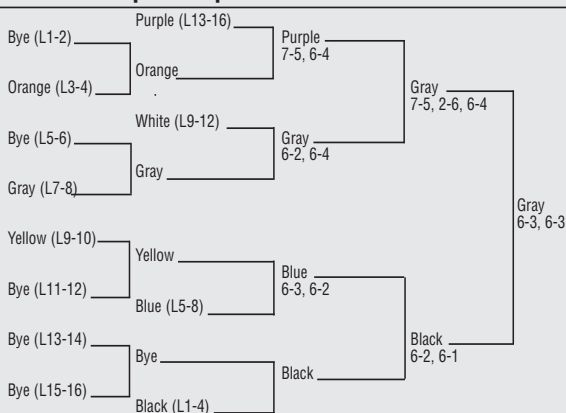 Bye (L1-2)
Orange (L3-4)
Bye (L5-6)
Gray (L7-8)
Yellow (L9-10)
Bye (L11-12)
Bye (L13-14)
Bye (L15-16)
Purple (L13-16)
Orange
.
White (L9-12)
Gray
Yellow
Blue (L5-8)
Bye
Black (L1-4)
Purple
7-5, 6-4
Gray
6-2, 6-4
Blue
6-3, 6-2
Black
Gray
7-5, 2-6, 6-4
Black
6-2, 6-1
Gray
6-3, 6-3